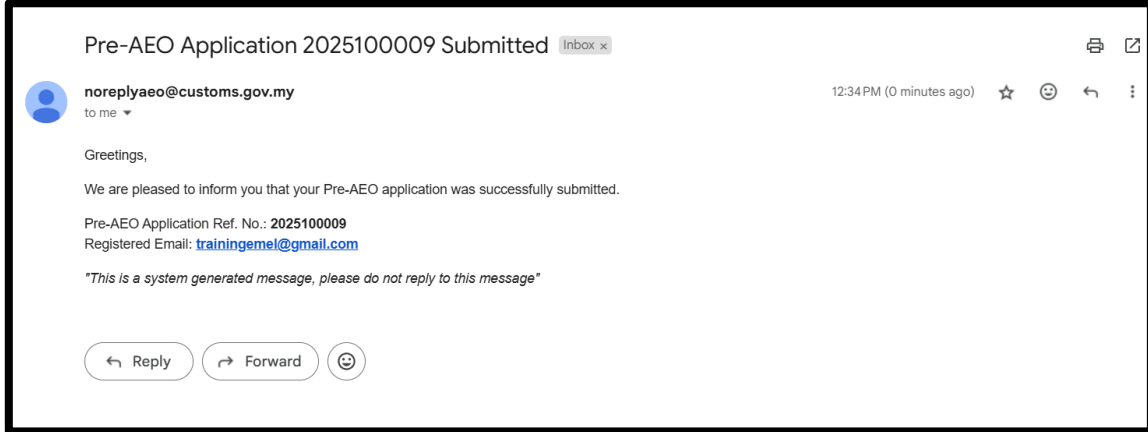 Pre-AEO Application 2025100009 Submitted Inbox ×
noreplyaeo@customs.gov.my 12:34 PM (0 minutes ago)
to me
Greetings,
We are pleased to inform you that your Pre-AEO application was successfully submitted.
Pre-AEO Application Ref. No.: 2025100009
Registered Email: trainingemel@gmail.com
"This is a system generated message, please do not reply to this message"
Reply Forward